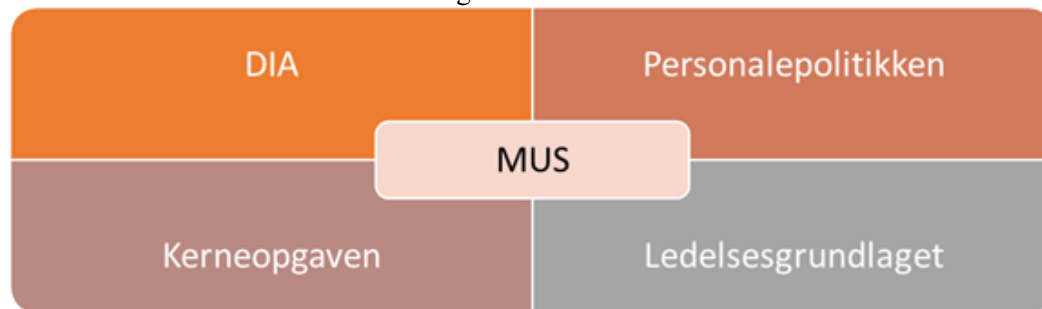 DIA
Personalepolitikken
MUS
Kerneopgaven
Ledelsesgrundlaget